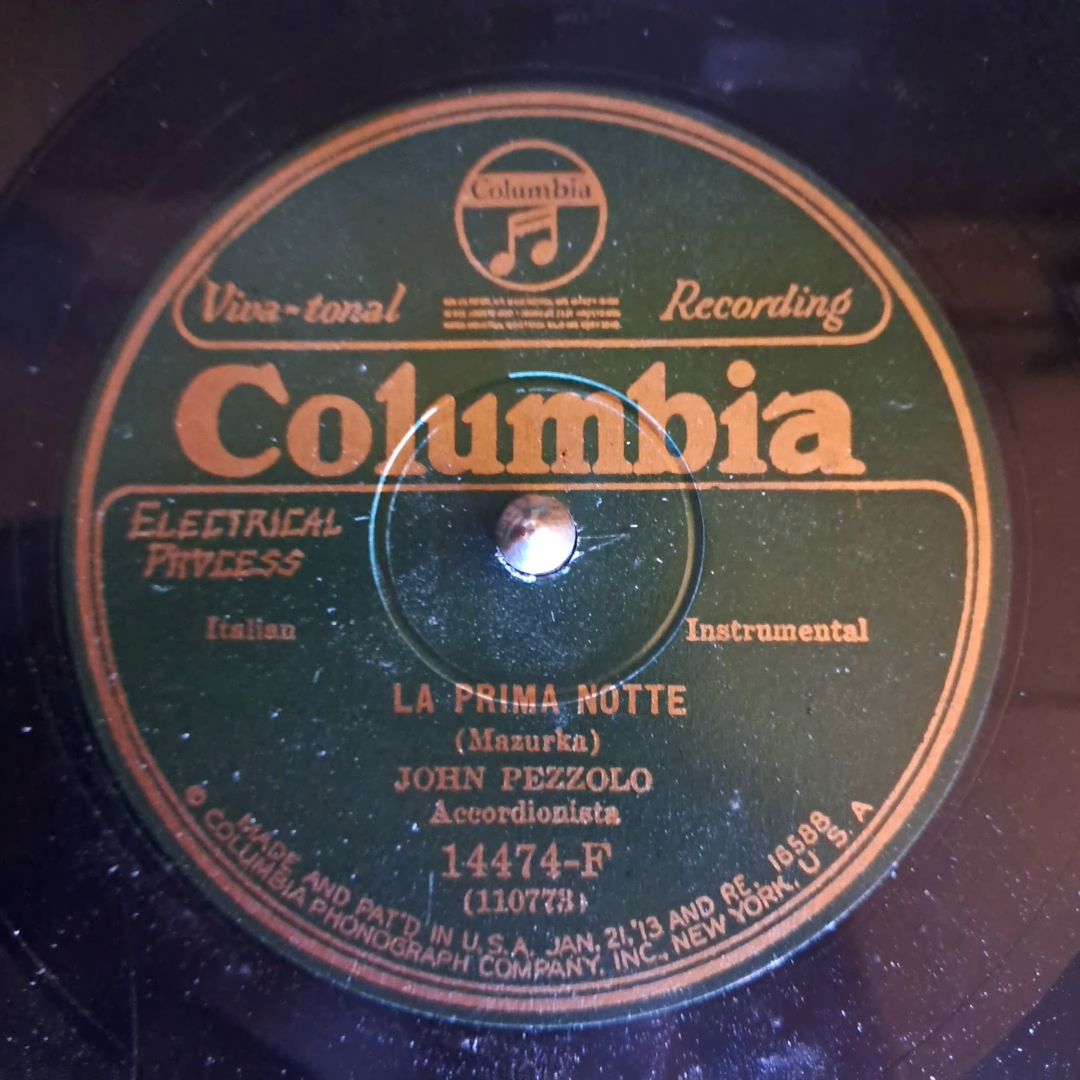 Columbia
Viva-tonal Recording
Columbia
ELECTRICAL
PROCESS
Italian Instrumental
LA PRIMA NOTTE
(Mazurka)
JOHN PEZZOLO
Accordionista
14474-F
(110773)
MADE AND PAT'D IN U.S.A. JAN. 21,'13 AND RE. 16588
© COLUMBIA PHONOGRAPH COMPANY, INC., NEW YORK, U S. A